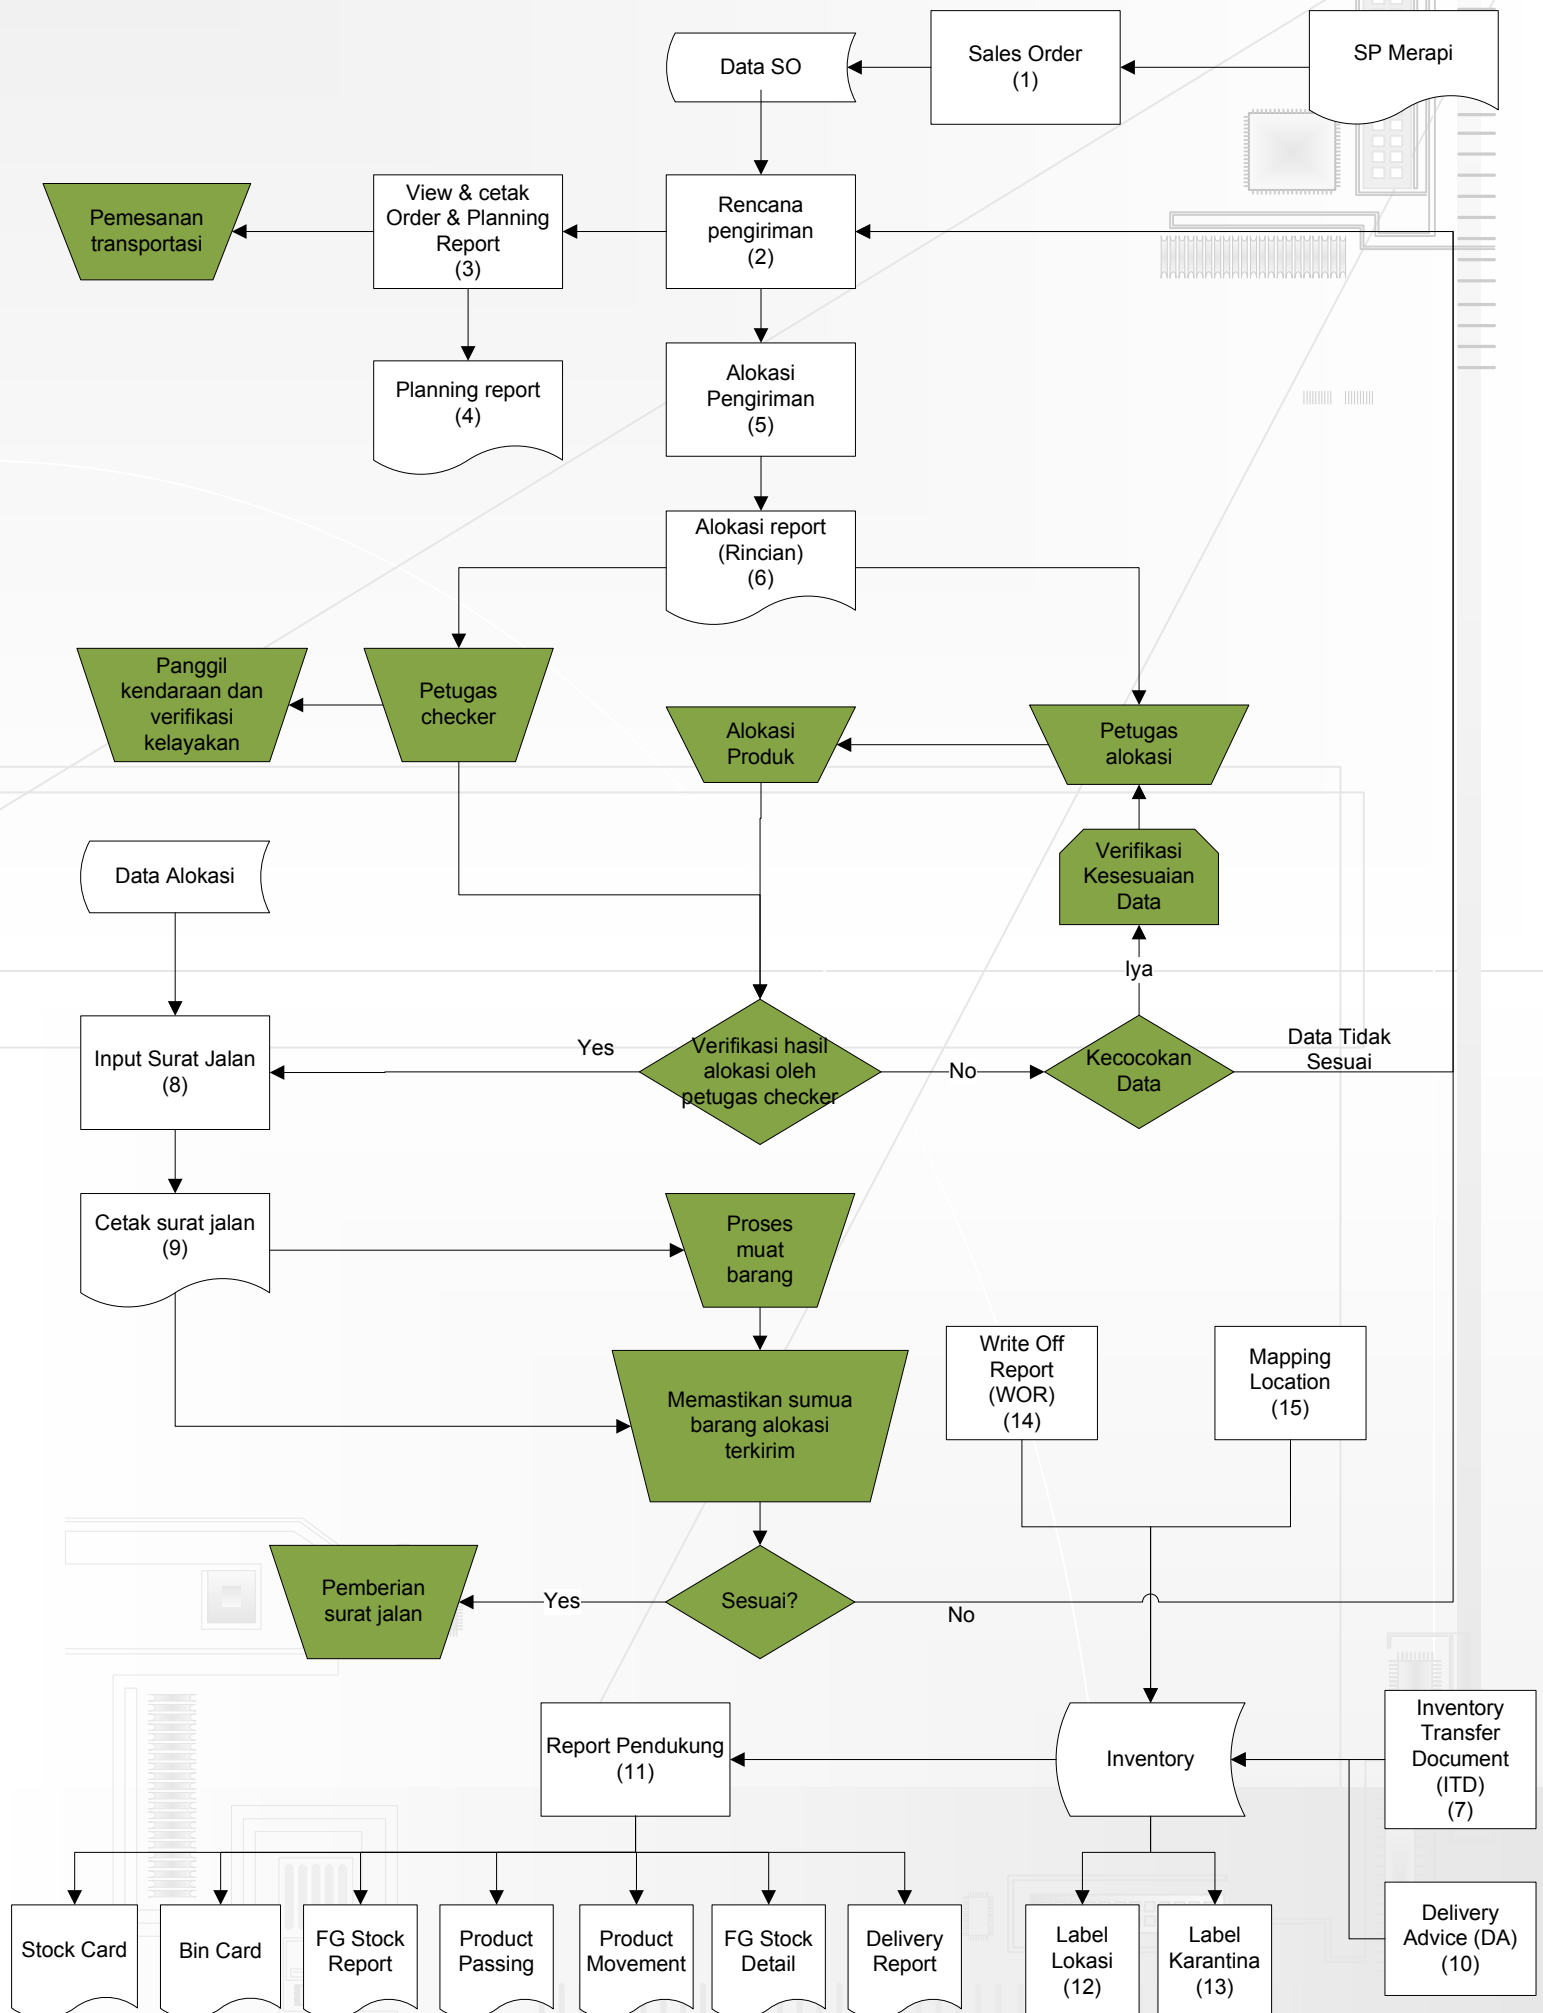 Data SO
Sales Order
(1)
SP Merapi
Pemesanan
transportasi
View & cetak
Order & Planning
Report
(3)
Rencana
pengiriman
(2)
Planning report
(4)
Alokasi
Pengiriman
(5)
Alokasi report
(Rincian)
(6)
Panggil
kendaraan dan
verifikasi
kelayakan
Petugas
checker
Alokasi
Produk
Petugas
alokasi
Data Alokasi
Verifikasi
Kesesuaian
Data
Iya
Input Surat Jalan
(8)
Yes
Verifikasi hasil
alokasi oleh
petugas checker
No
Kecocokan
Data
Data Tidak
Sesuai
Cetak surat jalan
(9)
Proses
muat
barang
Memastikan sumua
barang alokasi
terkirim
Write Off
Report
(WOR)
(14)
Mapping
Location
(15)
Pemberian
surat jalan
Yes
Sesuai?
No
Report Pendukung
(11)
Inventory
Inventory
Transfer
Document
(ITD)
(7)
Stock Card
Bin Card
FG Stock
Report
Product
Passing
Product
Movement
FG Stock
Detail
Delivery
Report
Label
Lokasi
(12)
Label
Karantina
(13)
Delivery
Advice (DA)
(10)